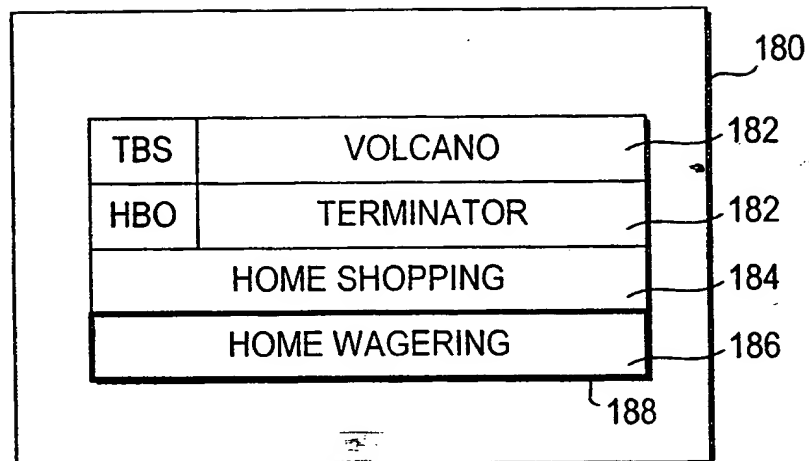 180
TBS VOLCANO 182
HBO TERMINATOR 182
HOME SHOPPING 184
HOME WAGERING 186
188